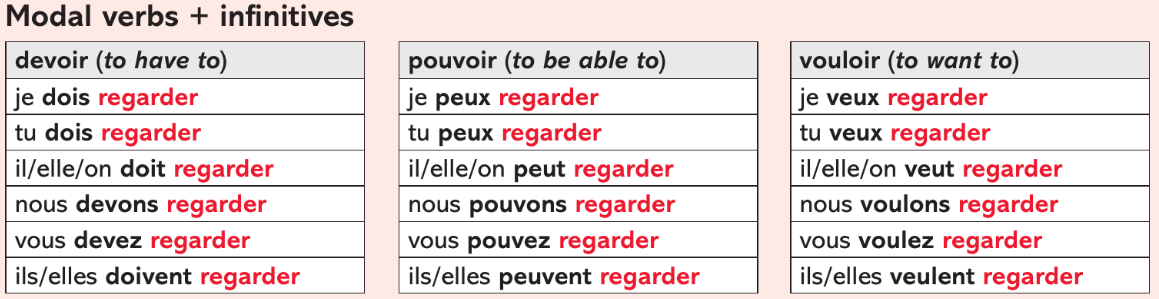 Modal verbs + infinitives
devoir (to have to)
je dois regarder
tu dois regarder
il/elle/on doit regarder
nous devons regarder
vous devez regarder
ils/elles doivent regarder
pouvoir (to be able to)
je peux regarder
tu peux regarder
il/elle/on peut regarder
nous pouvons regarder
vous pouvez regarder
ils/elles peuvent regarder
vouloir (to want to)
je veux regarder
tu veux regarder
il/elle/on veut regarder
nous voulons regarder
vous voulez regarder
ils/elles veulent regarder